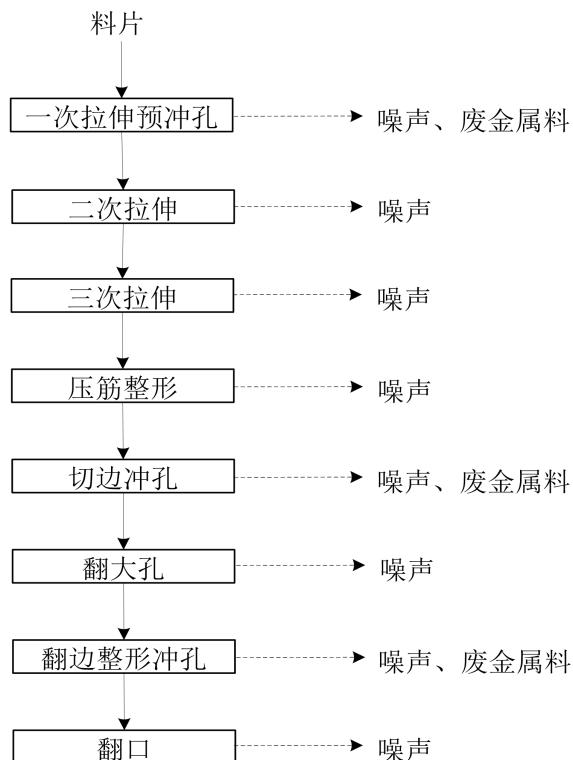 料片
一次拉伸预冲孔
噪声、废金属料
二次拉伸
噪声
三次拉伸
噪声
压筋整形
噪声
切边冲孔
噪声、废金属料
翻大孔
噪声
翻边整形冲孔
噪声、废金属料
翻口
噪声